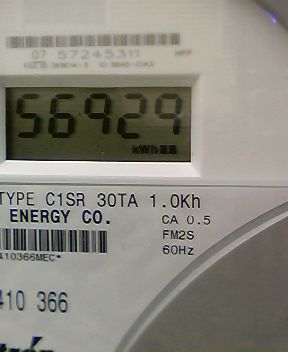 07 57245311
56929
kWh
TYPE C1SR 30TA 1.0Kh
ENERGY CO.
CA 0.5
FM2S
60Hz
410366MEC*
410 366